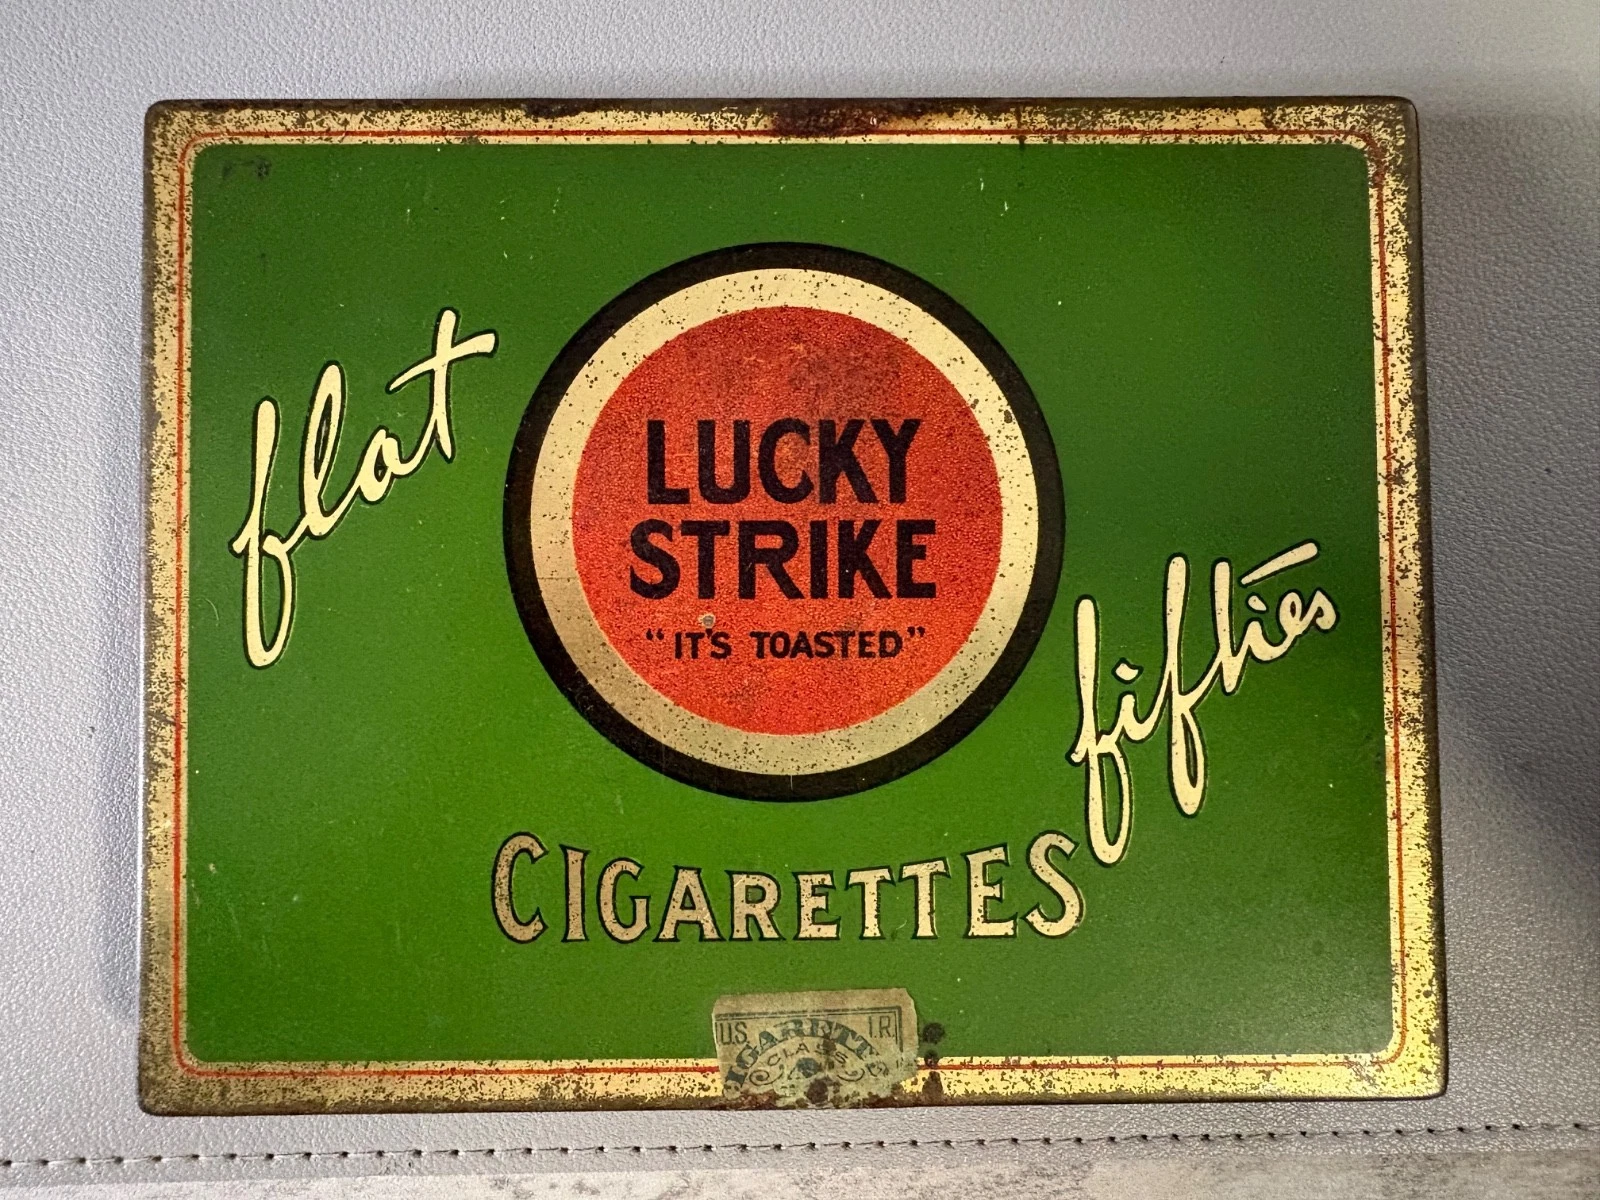 flat
LUCKY
STRIKE
"IT'S TOASTED"
fifties
CIGARETTES
U.S. I.R.
CIGARETTES
CLASS